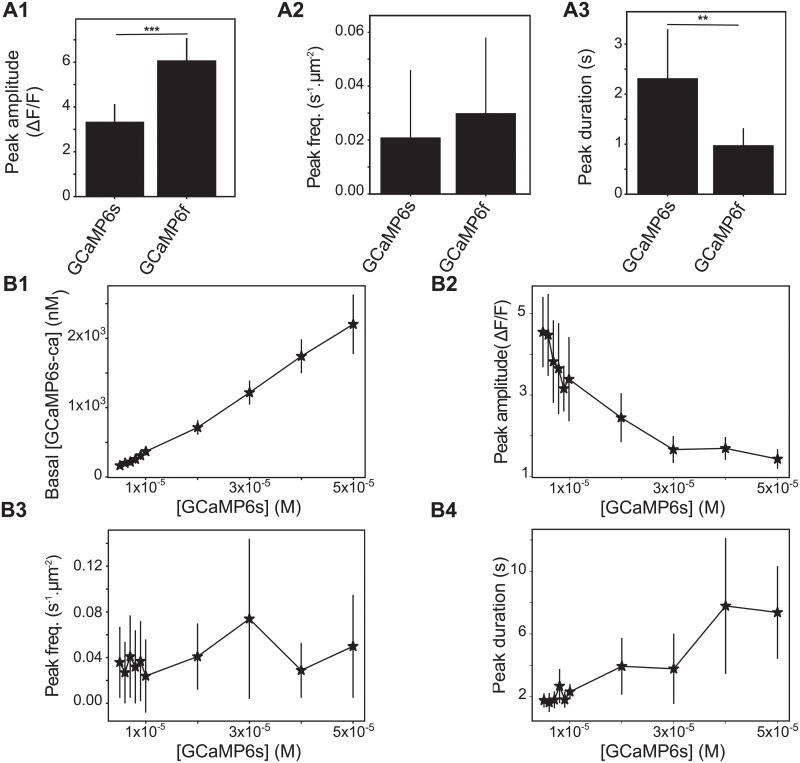 A1
Peak amplitude
(ΔF/F)
6
4
2
0
***
GCaMP6s
GCaMP6f
A2
Peak freq. (s⁻¹.µm⁻²)
0.06
0.04
0.02
0.00
GCaMP6s
GCaMP6f
A3
Peak duration (s)
3
2
1
0
**
GCaMP6s
GCaMP6f
B1
Basal [GCaMP6s-ca] (nM)
2x10³
1x10³
0
1x10⁻⁵
3x10⁻⁵
5x10⁻⁵
[GCaMP6s] (M)
B2
Peak amplitude( ΔF/F)
5
3
1
1x10⁻⁵
3x10⁻⁵
5x10⁻⁵
[GCaMP6s] (M)
B3
Peak freq. (s⁻¹.µm⁻²)
0.12
0.08
0.04
0.00
1x10⁻⁵
3x10⁻⁵
5x10⁻⁵
[GCaMP6s] (M)
B4
Peak duration (s)
10
6
2
1x10⁻⁵
3x10⁻⁵
5x10⁻⁵
[GCaMP6s] (M)